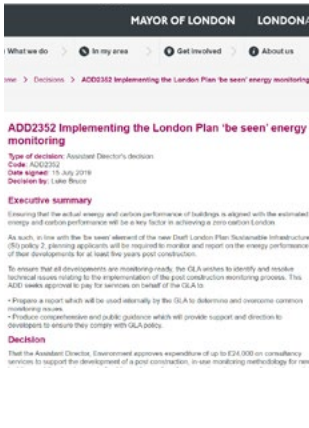 MAYOR OF LONDON LONDON
What we do In my area Get involved About us
Decisions > ADD2352 Implementing the London Plan 'be seen' energy monitoring
ADD2352 Implementing the London Plan 'be seen' energy
monitoring
Type of decision: Assistant Director's decision
Code: ADD2352
Date signed: 15 July 2019
Decision by: Luke Bruce
Executive summary
Ensuring that the actual energy and carbon performance of buildings is aligned with the estimated
energy and carbon performance will be a key factor in achieving a zero carbon London.
As such, in line with the 'be seen' element of the new Draft London Plan Sustainable Infrastructure
(SI) policy 2, planning applicants will be required to monitor and report on the energy performance
of their developments for at least five years post construction.
To ensure that all developments are monitoring-ready, the GLA wishes to identify and resolve
technical issues relating to the implementation of the post construction monitoring process. This
ADD seeks approval to pay for services on behalf of the GLA to:
• Prepare a report which will be used internally by the GLA to determine and overcome common
monitoring issues.
• Produce comprehensive and public guidance which will provide support and direction to
developers to ensure they comply with GLA policy.
Decision
That the Assistant Director, Environment approves expenditure of up to £24,000 on consultancy
services to support the development of a post construction, in-use monitoring methodology for new